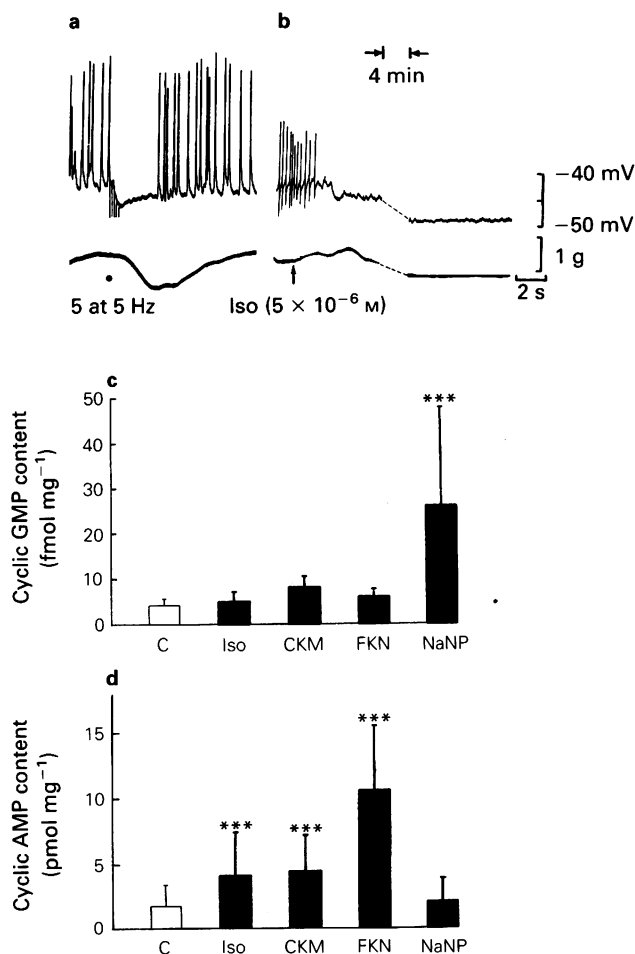 a
b
4 min
−40 mV
−50 mV
1 g
2 s
5 at 5 Hz
Iso (5 × 10⁻⁶ M)
c
Cyclic GMP content
(fmol mg⁻¹)
50
40
30
20
10
0
***
C Iso CKM FKN NaNP
d
Cyclic AMP content
(pmol mg⁻¹)
15
10
5
0
*** *** ***
C Iso CKM FKN NaNP